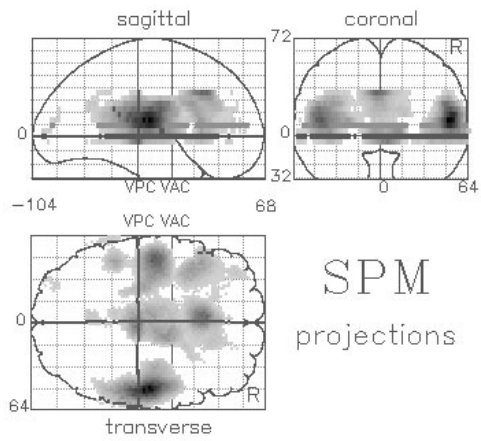 sagittal
coronal
72
R
0
0
VPC VAC
32
0
64
−104
68
VPC VAC
0
SPM
projections
R
64
transverse